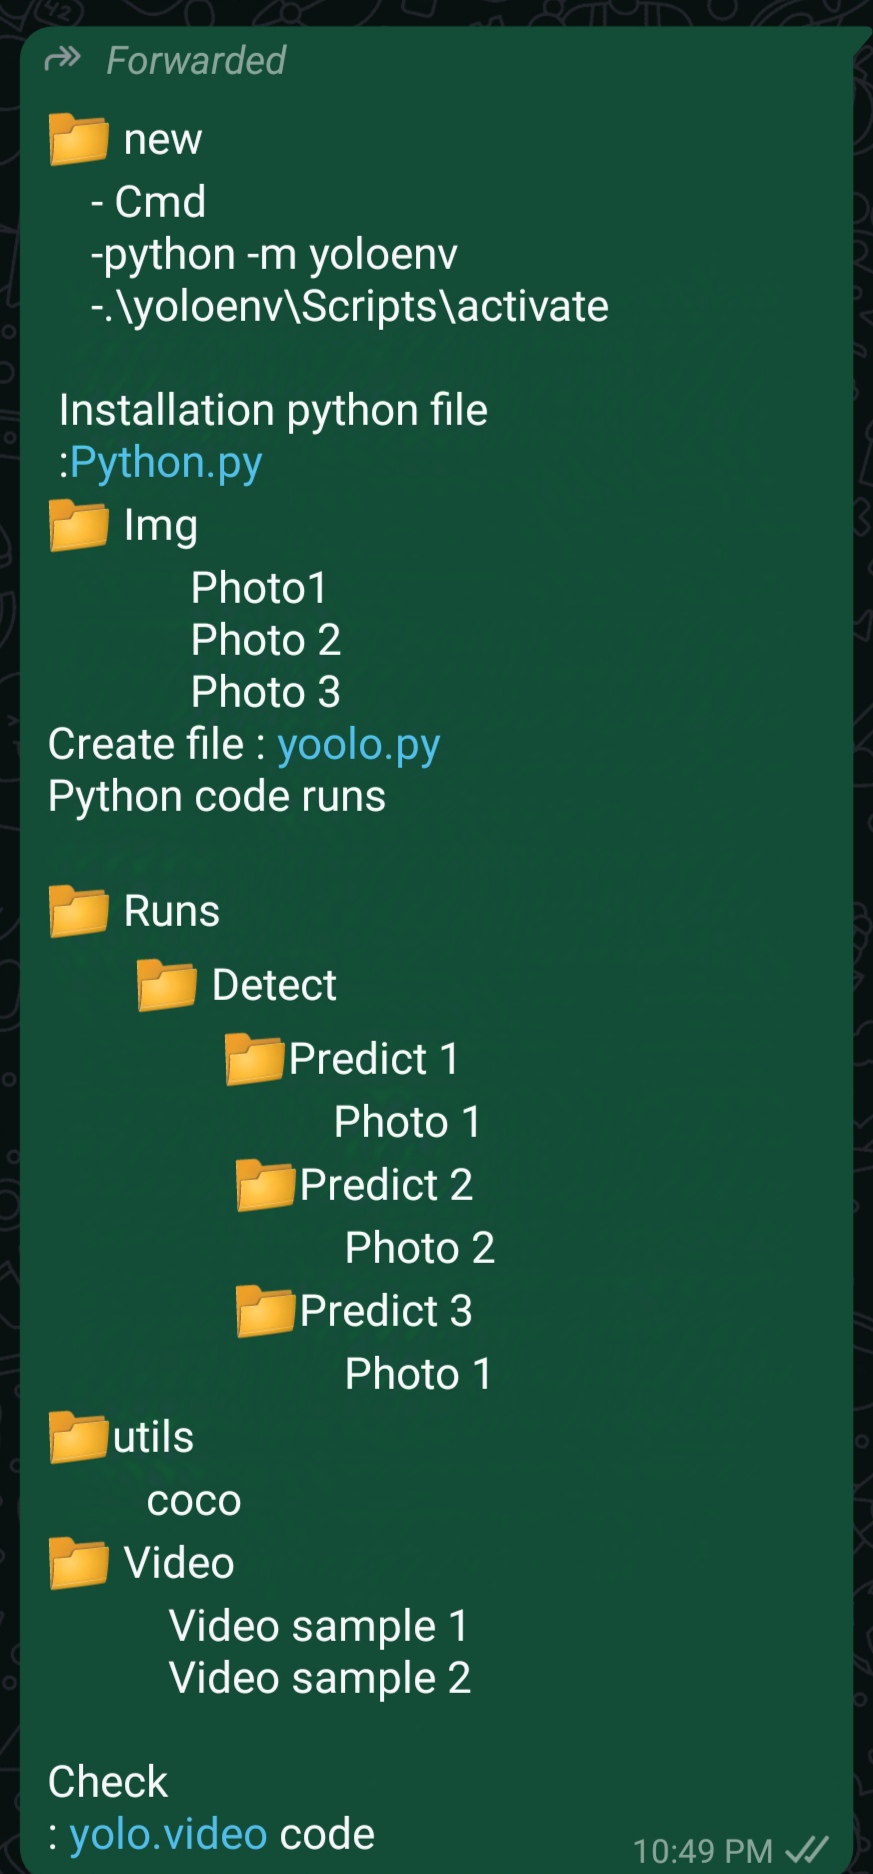 Forwarded
📁 new
- Cmd
-python -m yoloenv
-.\yoloenv\Scripts\activate
Installation python file
:Python.py
📁 Img
Photo1
Photo 2
Photo 3
Create file : yoolo.py
Python code runs
📁 Runs
📁 Detect
📁Predict 1
Photo 1
📁Predict 2
Photo 2
📁Predict 3
Photo 1
📁utils
coco
📁 Video
Video sample 1
Video sample 2
Check
: yolo.video code
10:49 PM